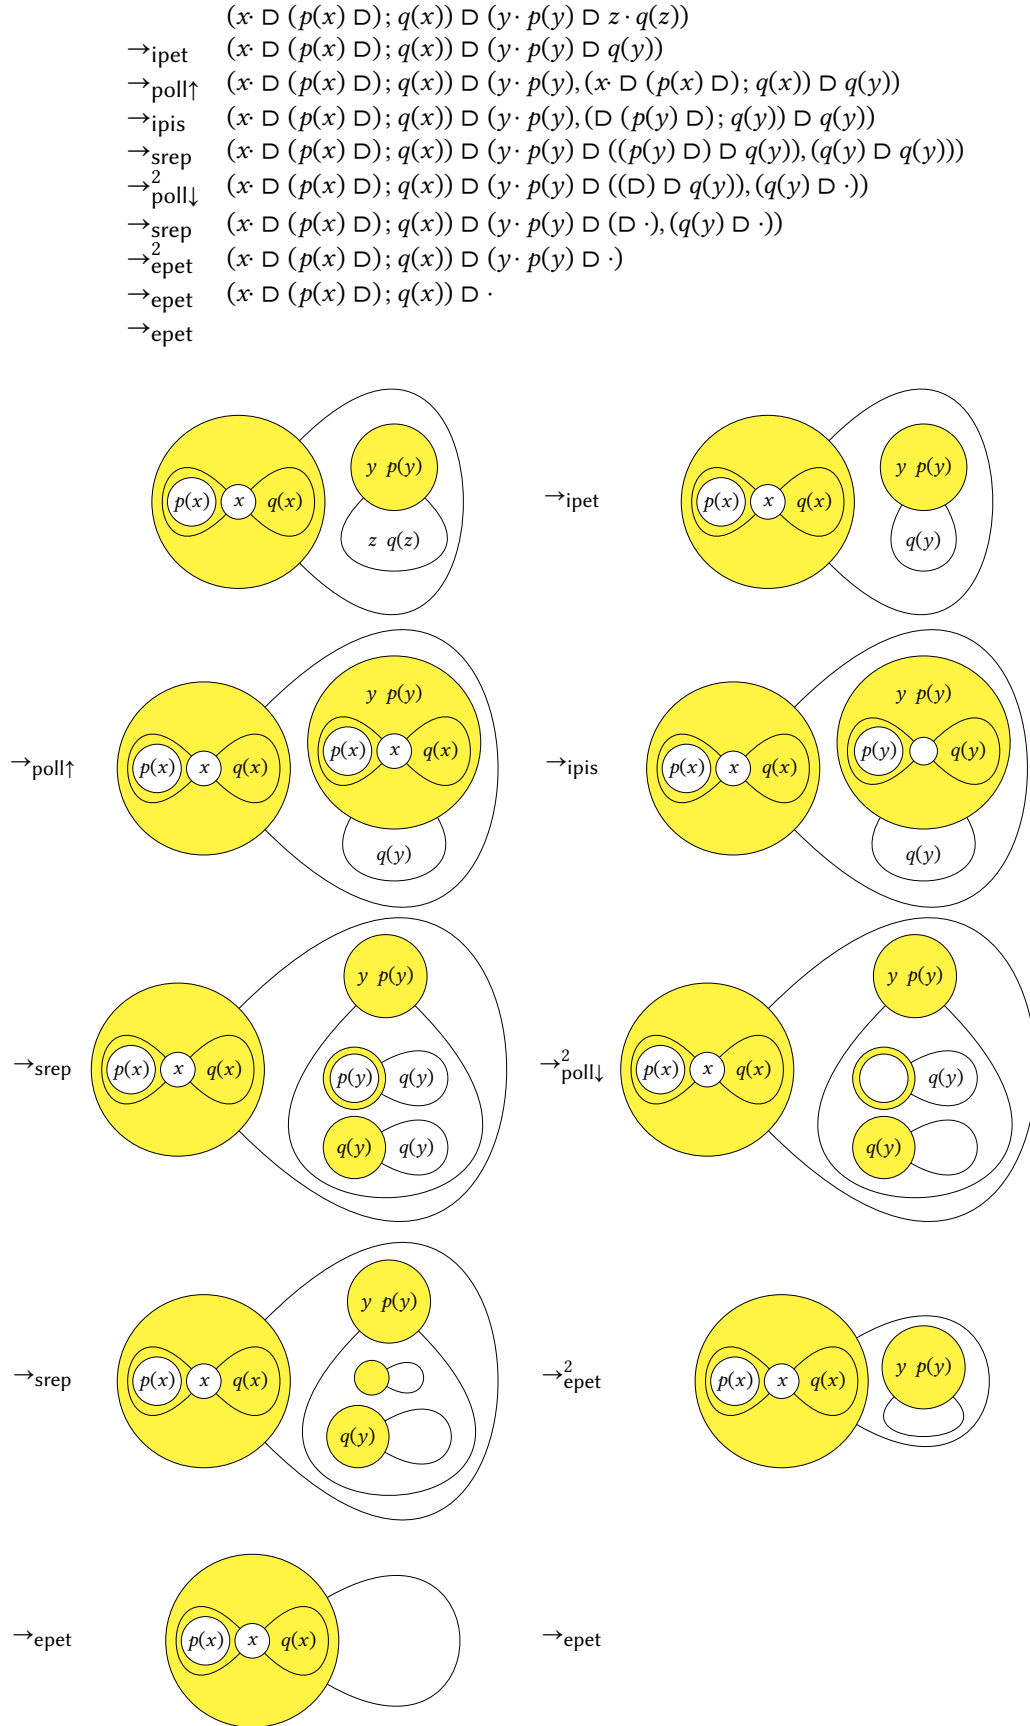 (x· ⊐ (p(x) ⊐) ; q(x)) ⊐ (y· p(y) ⊐ z · q(z))
→ipet (x· ⊐ (p(x) ⊐) ; q(x)) ⊐ (y· p(y) ⊐ q(y))
→poll↑ (x· ⊐ (p(x) ⊐) ; q(x)) ⊐ (y· p(y), (x· ⊐ (p(x) ⊐) ; q(x)) ⊐ q(y))
→ipis (x· ⊐ (p(x) ⊐) ; q(x)) ⊐ (y· p(y), (⊐ (p(y) ⊐) ; q(y)) ⊐ q(y))
→srep (x· ⊐ (p(x) ⊐) ; q(x)) ⊐ (y· p(y) ⊐ ((p(y) ⊐) ⊐ q(y)), (q(y) ⊐ q(y)))
→²poll↓ (x· ⊐ (p(x) ⊐) ; q(x)) ⊐ (y· p(y) ⊐ ((⊐) ⊐ q(y)), (q(y) ⊐ ·))
→srep (x· ⊐ (p(x) ⊐) ; q(x)) ⊐ (y· p(y) ⊐ (⊐ ·), (q(y) ⊐ ·))
→²epet (x· ⊐ (p(x) ⊐) ; q(x)) ⊐ (y· p(y) ⊐ ·)
→epet (x· ⊐ (p(x) ⊐) ; q(x)) ⊐ ·
→epet
y p(y)
p(x) x q(x)
z q(z)
→ipet
y p(y)
p(x) x q(x)
q(y)
→poll↑
y p(y)
p(x) x q(x)
p(x) x q(x)
q(y)
→ipis
y p(y)
p(x) x q(x)
p(y) q(y)
q(y)
→srep
y p(y)
p(x) x q(x)
p(y) q(y)
q(y) q(y)
→²poll↓
y p(y)
p(x) x q(x)
q(y)
q(y)
→srep
y p(y)
p(x) x q(x)
q(y)
→²epet
y p(y)
p(x) x q(x)
→epet
p(x) x q(x)
→epet